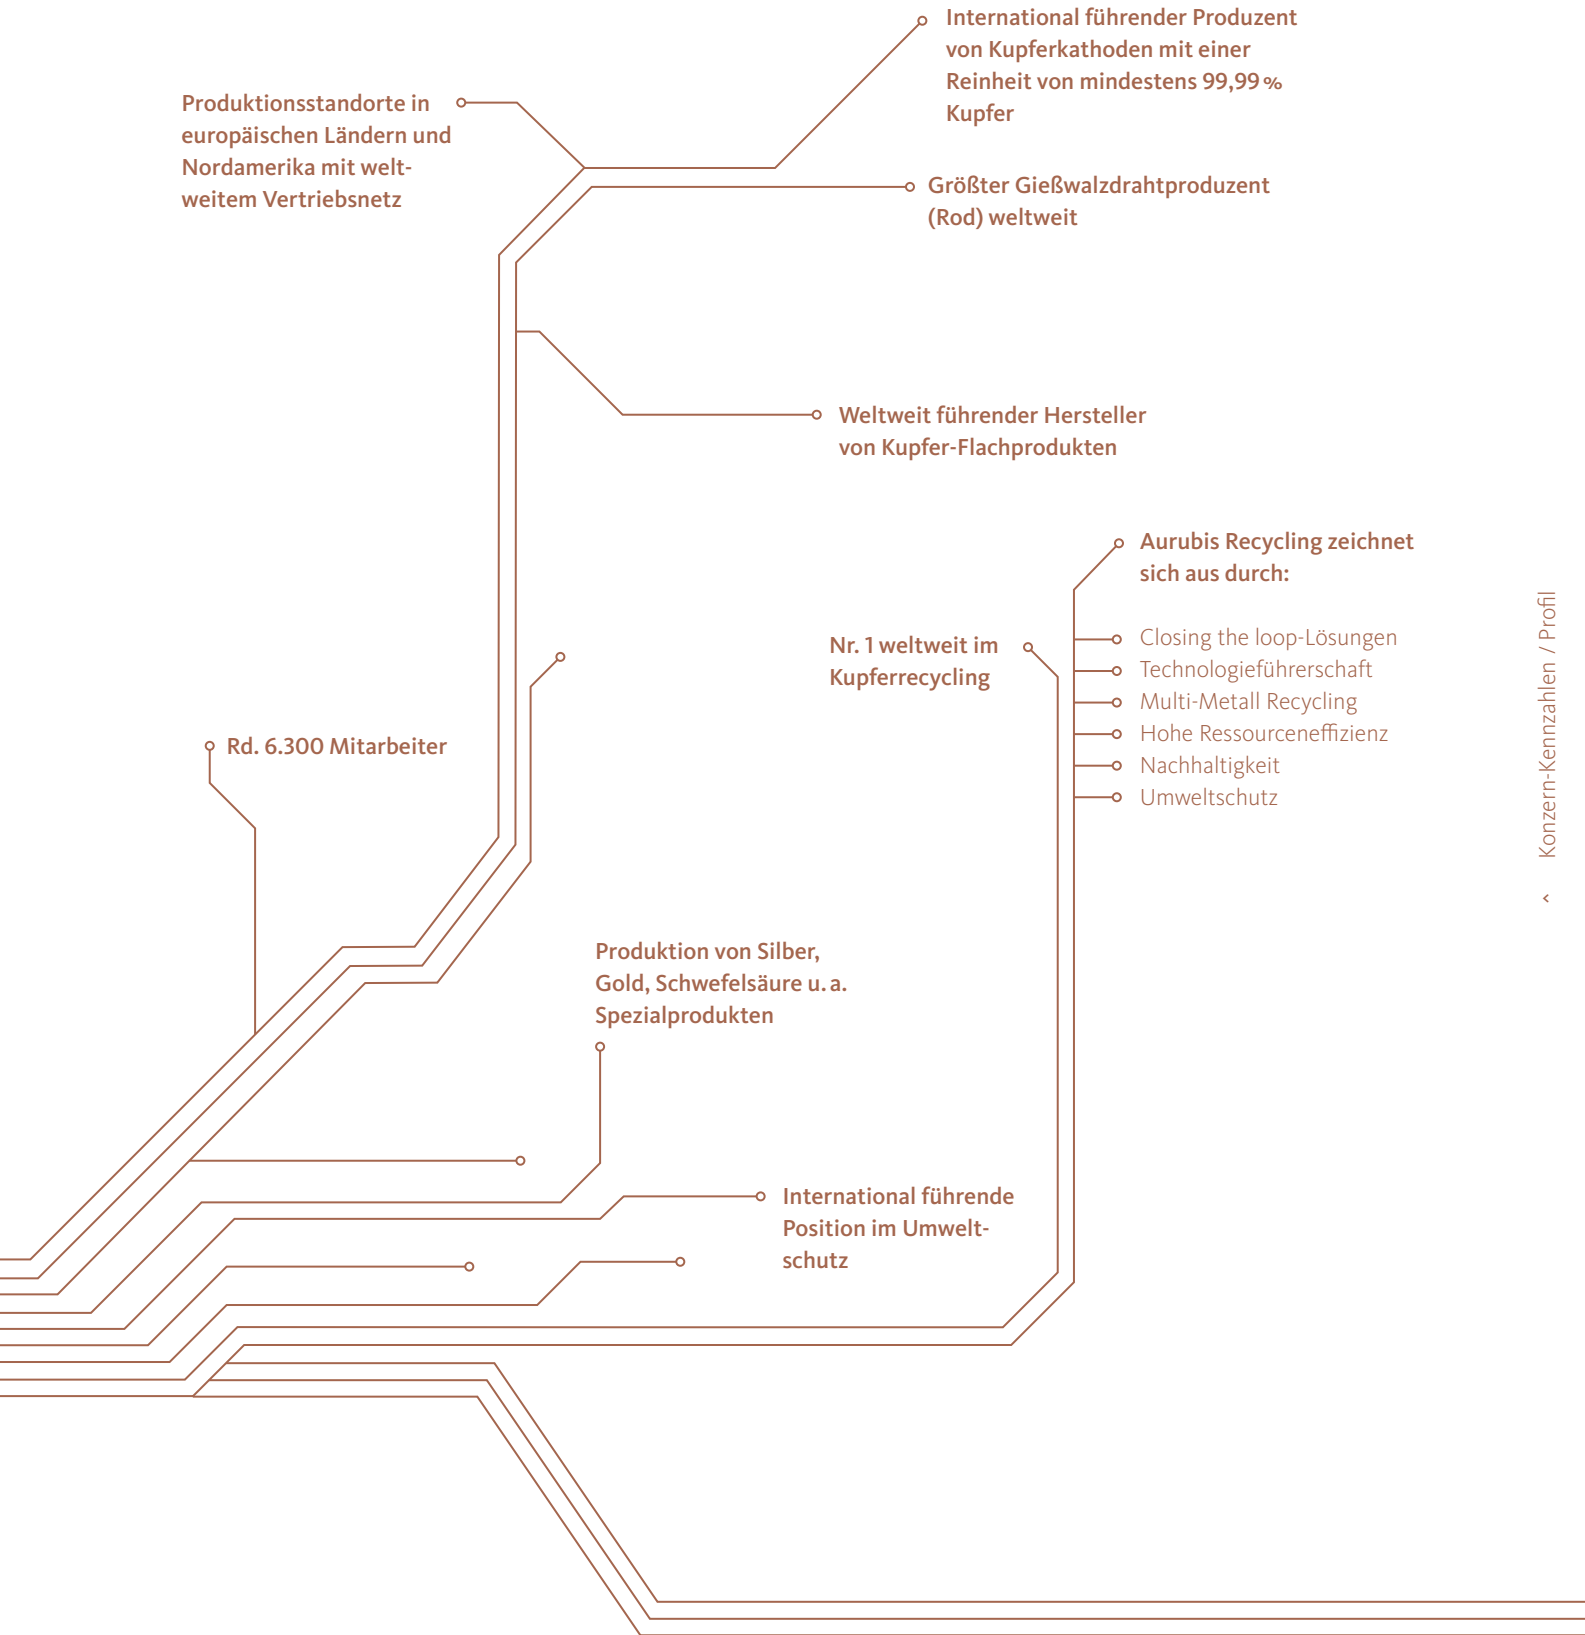 International führender Produzent
von Kupferkathoden mit einer
Reinheit von mindestens 99,99 %
Kupfer
Produktionsstandorte in
europäischen Ländern und
Nordamerika mit welt-
weitem Vertriebsnetz
Größter Gießwalzdrahtproduzent
(Rod) weltweit
Weltweit führender Hersteller
von Kupfer-Flachprodukten
Aurubis Recycling zeichnet
sich aus durch:
Closing the loop-Lösungen
Technologieführerschaft
Multi-Metall Recycling
Hohe Ressourceneffizienz
Nachhaltigkeit
Umweltschutz
Nr. 1 weltweit im
Kupferrecycling
Rd. 6.300 Mitarbeiter
Produktion von Silber,
Gold, Schwefelsäure u. a.
Spezialprodukten
International führende
Position im Umwelt-
schutz
< Konzern-Kennzahlen / Profil